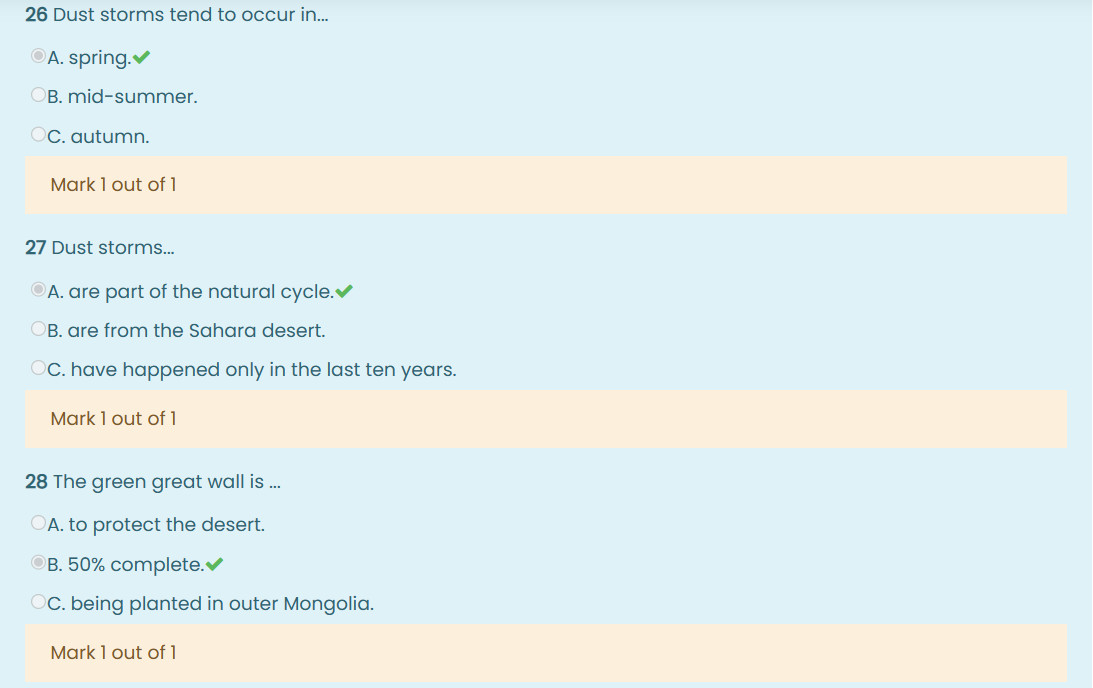 26 Dust storms tend to occur in...
A. spring.
B. mid-summer.
C. autumn.
Mark 1 out of 1
27 Dust storms...
A. are part of the natural cycle.
B. are from the Sahara desert.
C. have happened only in the last ten years.
Mark 1 out of 1
28 The green great wall is ...
A. to protect the desert.
B. 50% complete.
C. being planted in outer Mongolia.
Mark 1 out of 1